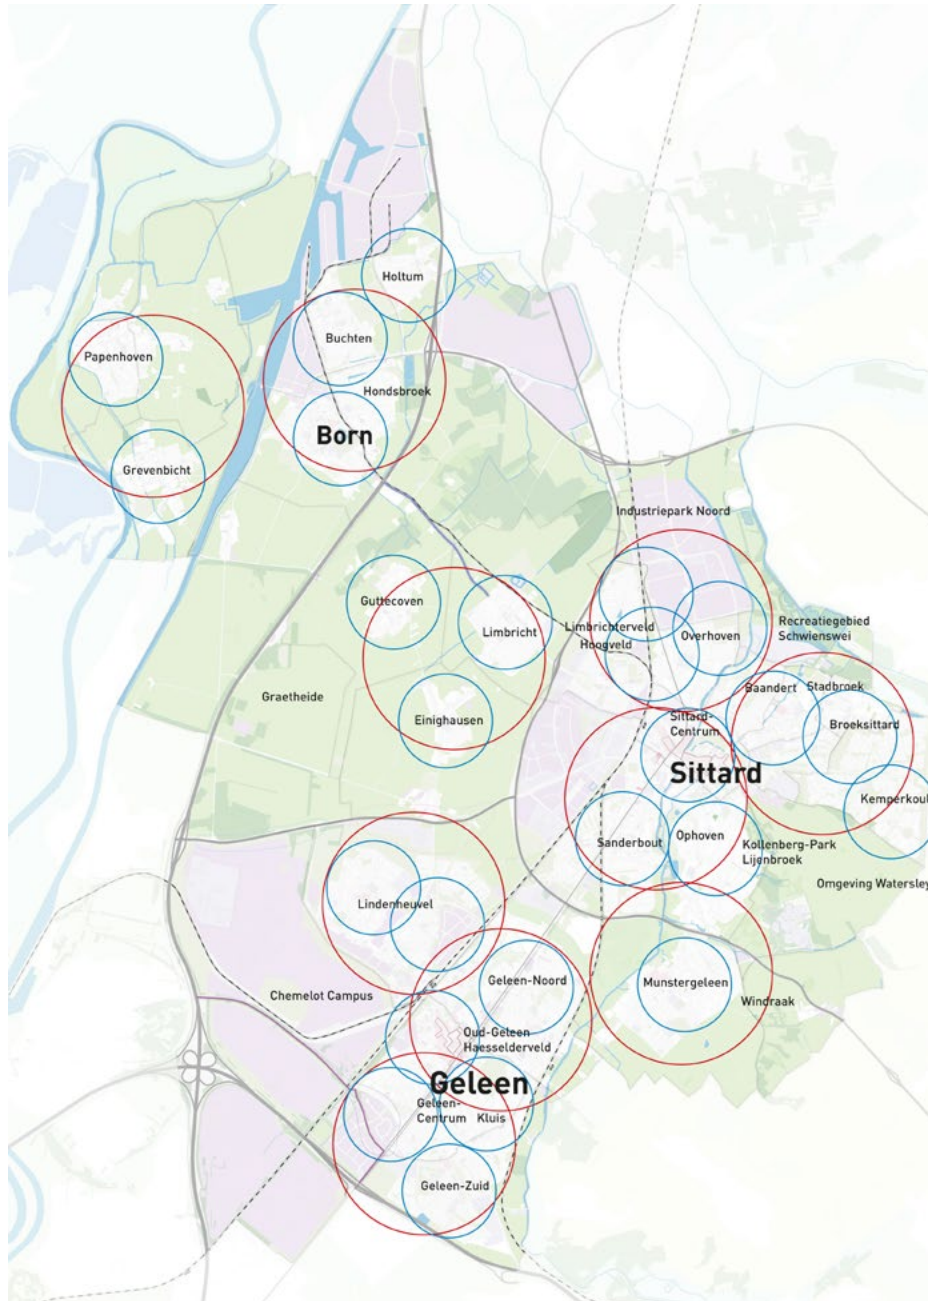 Holtum
Buchten
Papenhoven
Hondsbroek
Born
Grevenbicht
Industriepark Noord
Guttecoven
Limbricht
Limbrichterveld
Hoogveld
Overhoven
Recreatiegebied
Schwienswei
Graetheide
Einighausen
Baandert
Stadbroek
Sittard-
Centrum
Broeksittard
Sittard
Kemperkoul
Sanderbout
Ophoven
Kollenberg-Park
Lijenbroek
Omgeving Watersley
Lindenheuvel
Geleen-Noord
Munstergeleen
Chemelot Campus
Windraak
Oud-Geleen
Haesselderveld
Geleen
Geleen-
Centrum
Kluis
Geleen-Zuid